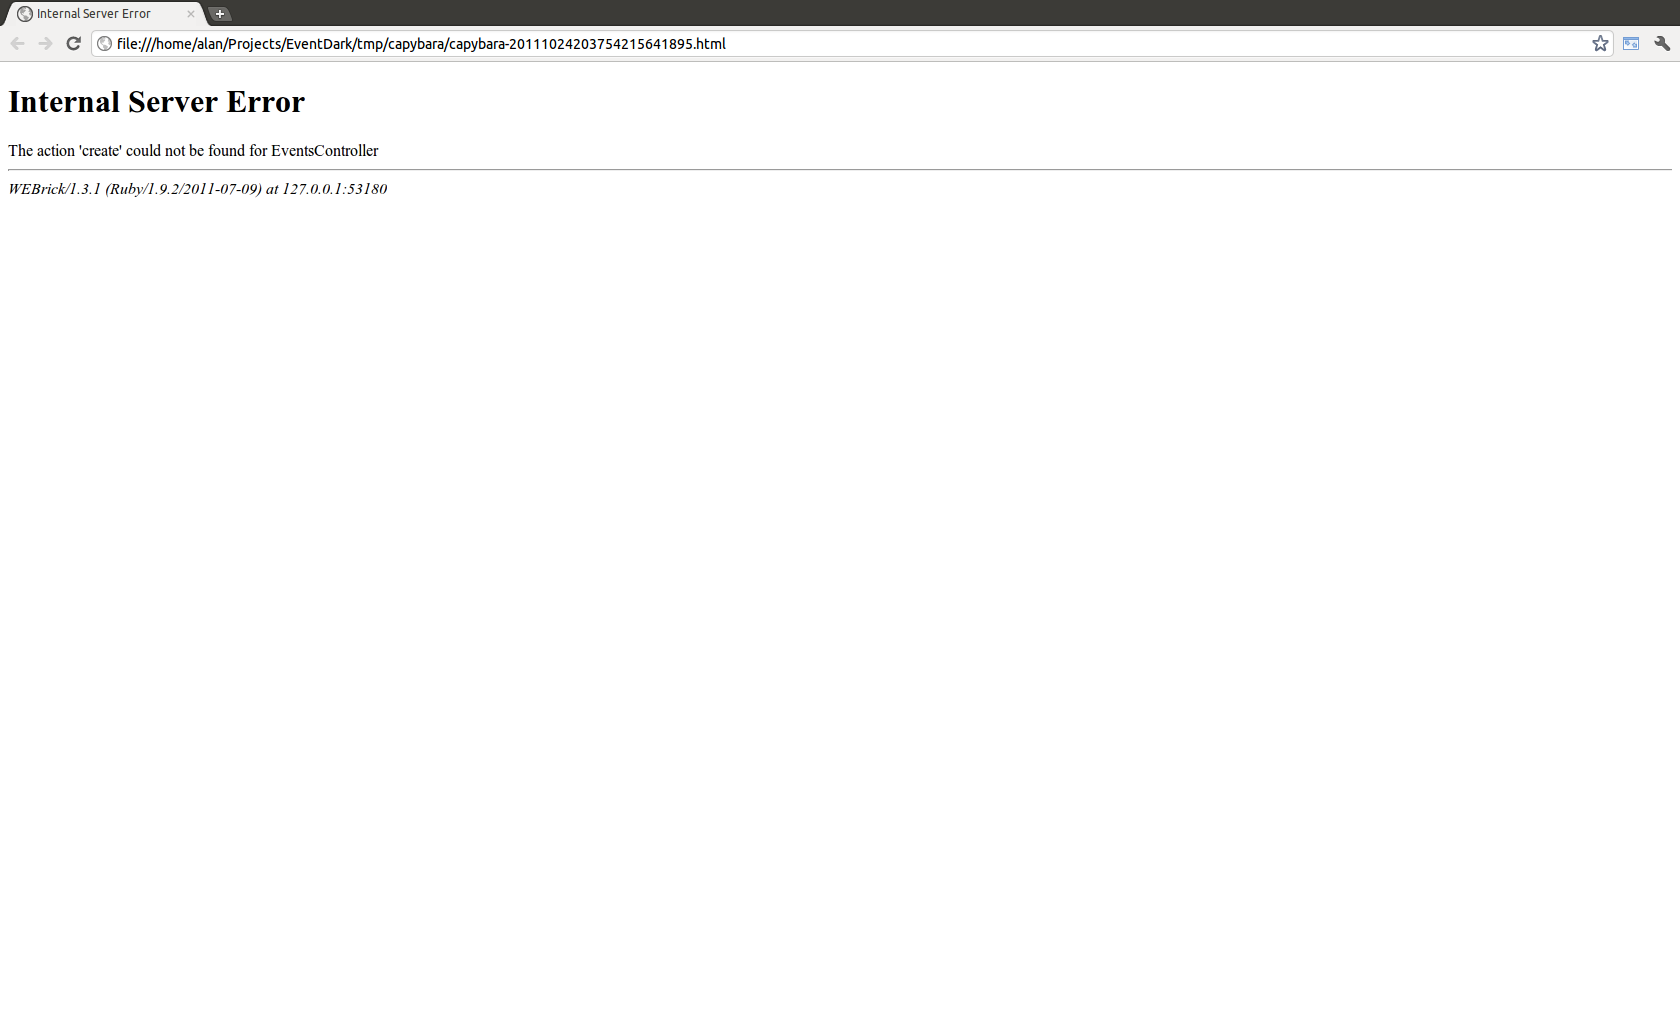 Internal Server Error
file:///home/alan/Projects/EventDark/tmp/capybara/capybara-20111024203754215641895.html
Internal Server Error
The action 'create' could not be found for EventsController
WEBrick/1.3.1 (Ruby/1.9.2/2011-07-09) at 127.0.0.1:53180